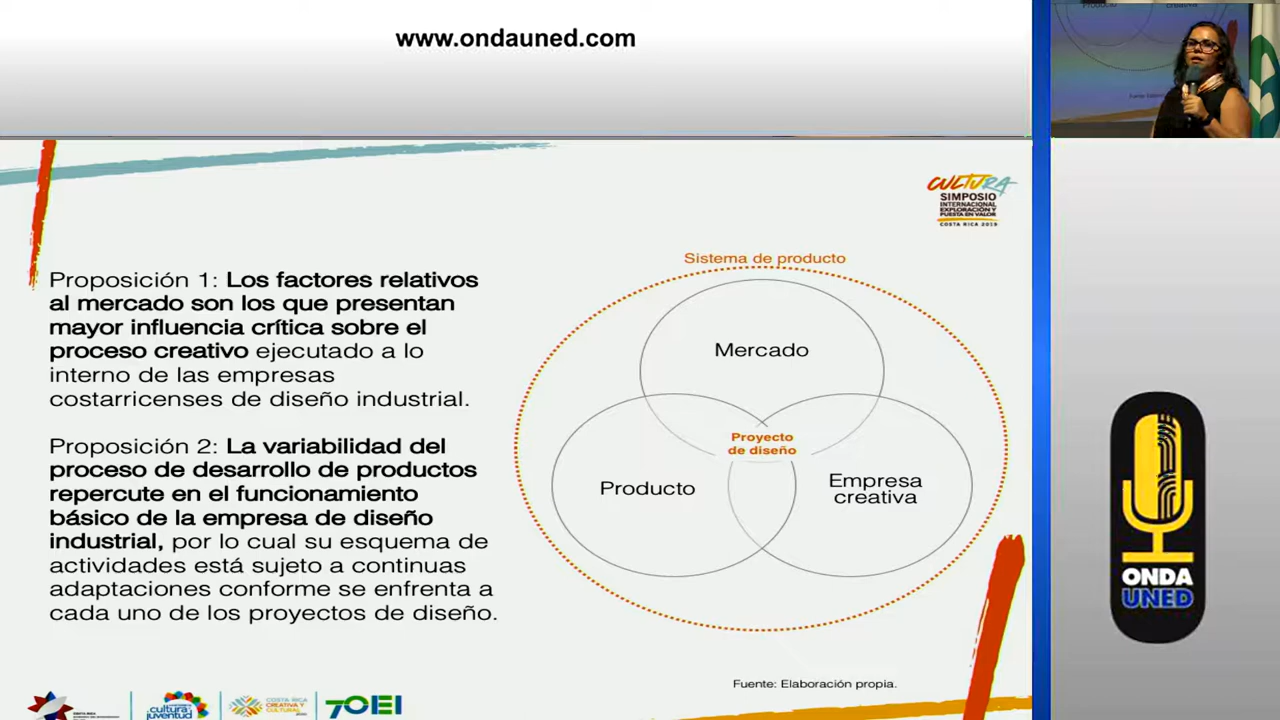 www.ondauned.com
CULTURA
SIMPOSIO
INTERNACIONAL
EXPLORACIÓN Y
PUESTA EN VALOR
COSTA RICA 2019
Proposición 1: Los factores relativos
al mercado son los que presentan
mayor influencia crítica sobre el
proceso creativo ejecutado a lo
interno de las empresas
costarricenses de diseño industrial.
Proposición 2: La variabilidad del
proceso de desarrollo de productos
repercute en el funcionamiento
básico de la empresa de diseño
industrial, por lo cual su esquema de
actividades está sujeto a continuas
adaptaciones conforme se enfrenta a
cada uno de los proyectos de diseño.
Sistema de producto
Mercado
Proyecto
de diseño
Producto
Empresa
creativa
Fuente: Elaboración propia.
cultura
juventud
COSTA RICA
CREATIVA Y
CULTURAL
70EI
ONDA
UNED